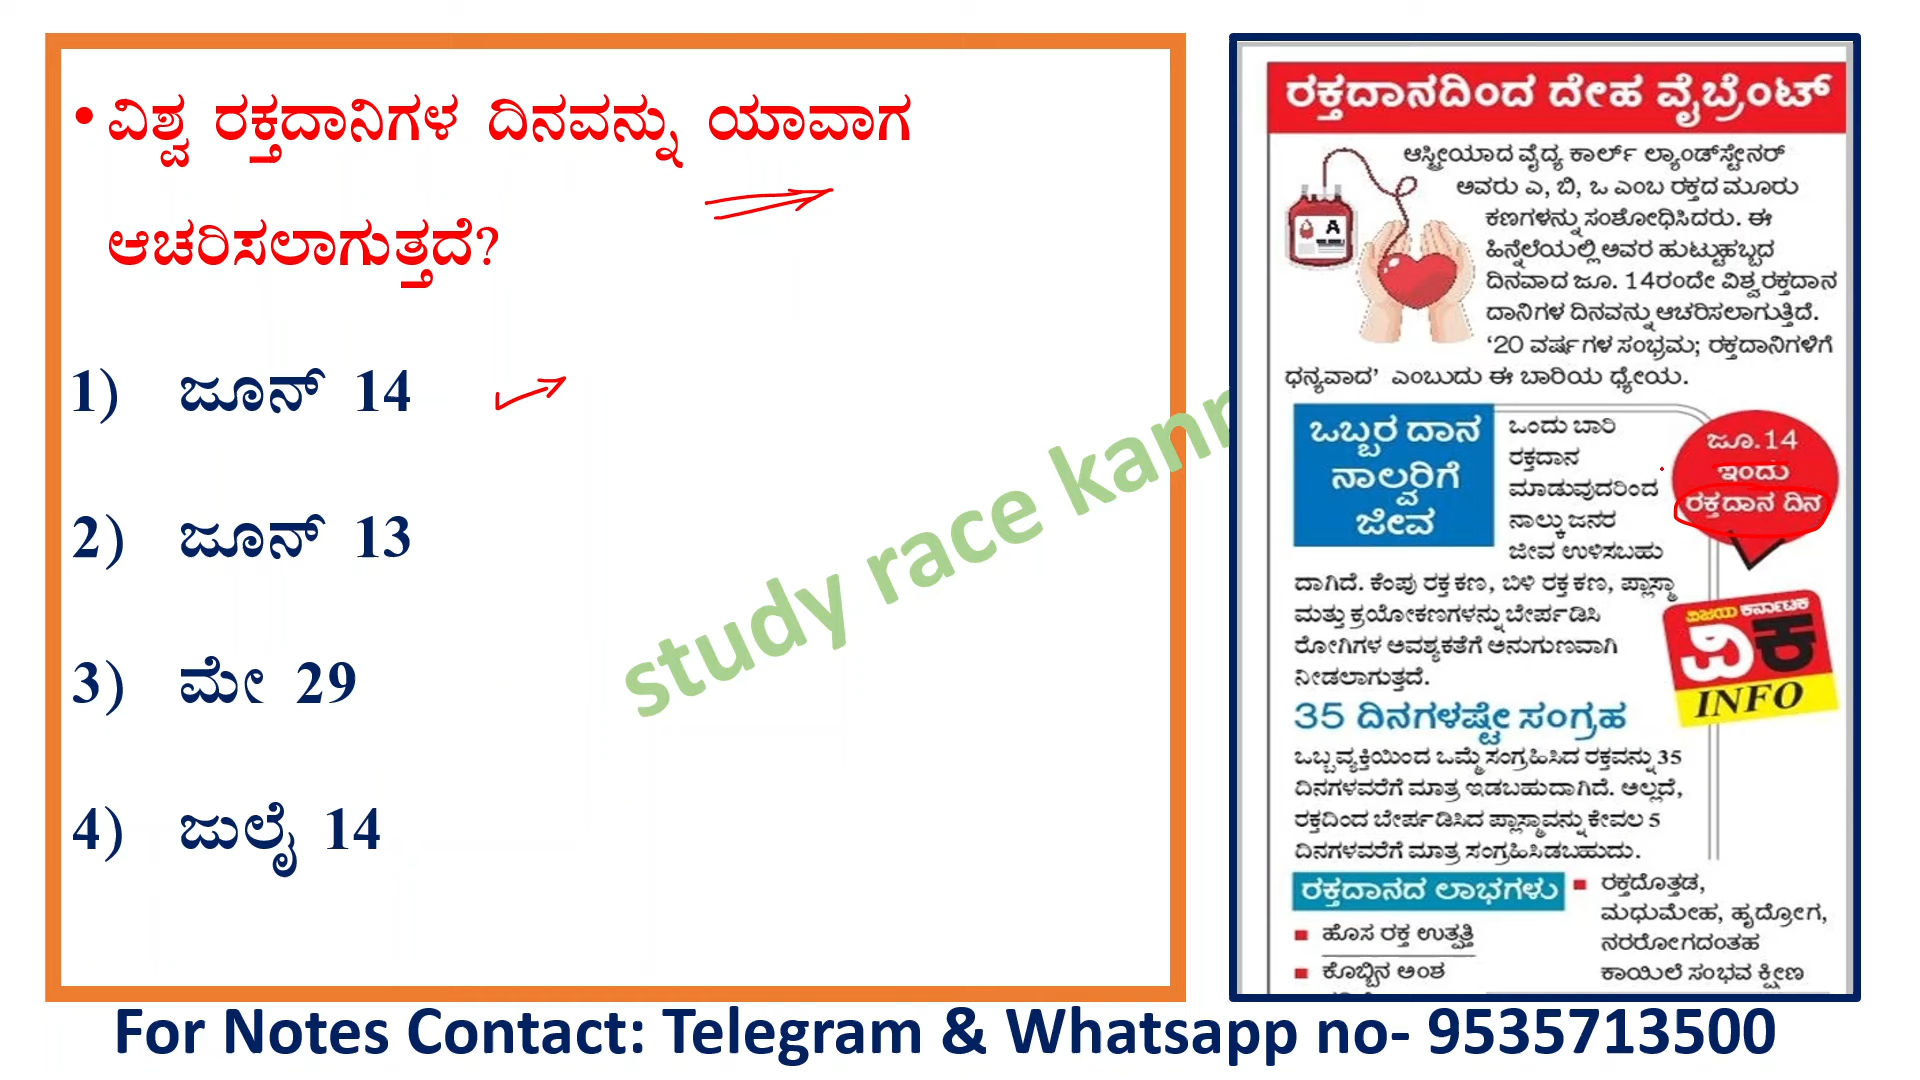 • ವಿಶ್ವ ರಕ್ತದಾನಿಗಳ ದಿನವನ್ನು ಯಾವಾಗ
ಆಚರಿಸಲಾಗುತ್ತದೆ?
1) ಜೂನ್ 14
2) ಜೂನ್ 13
3) ಮೇ 29
4) ಜುಲೈ 14
study race kann
ರಕ್ತದಾನದಿಂದ ದೇಹ ವೈಬ್ರೆಂಟ್
ಆಸ್ಟ್ರೀಯಾದ ವೈದ್ಯ ಕಾರ್ಲ್ ಲ್ಯಾಂಡ್‌ಸ್ಟೇನರ್
ಅವರು ಎ, ಬಿ, ಒ ಎಂಬ ರಕ್ತದ ಮೂರು
ಕಣಗಳನ್ನು ಸಂಶೋಧಿಸಿದರು. ಈ
ಹಿನ್ನೆಲೆಯಲ್ಲಿ ಅವರ ಹುಟ್ಟುಹಬ್ಬದ
ದಿನವಾದ ಜೂ. 14ರಂದೇ ವಿಶ್ವ ರಕ್ತದಾನ
ದಾನಿಗಳ ದಿನವನ್ನು ಆಚರಿಸಲಾಗುತ್ತಿದೆ.
‘20 ವರ್ಷಗಳ ಸಂಭ್ರಮ; ರಕ್ತದಾನಿಗಳಿಗೆ
ಧನ್ಯವಾದ’ ಎಂಬುದು ಈ ಬಾರಿಯ ಧ್ಯೇಯ.
A
ಒಬ್ಬರ ದಾನ
ನಾಲ್ವರಿಗೆ
ಜೀವ
ಒಂದು ಬಾರಿ
ರಕ್ತದಾನ
ಮಾಡುವುದರಿಂದ
ನಾಲ್ಕು ಜನರ
ಜೀವ ಉಳಿಸಬಹು
ದಾಗಿದೆ. ಕೆಂಪು ರಕ್ತ ಕಣ, ಬಿಳಿ ರಕ್ತ ಕಣ, ಪ್ಲಾಸ್ಮಾ
ಮತ್ತು ಕ್ರಯೋಕಣಗಳನ್ನು ಬೇರ್ಪಡಿಸಿ
ರೋಗಿಗಳ ಅವಶ್ಯಕತೆಗೆ ಅನುಗುಣವಾಗಿ
ನೀಡಲಾಗುತ್ತದೆ.
ಜೂ.14
ಇಂದು
ರಕ್ತದಾನ ದಿನ
ವಿಜಯ ಕರ್ನಾಟಕ
ವಿಕ
INFO
35 ದಿನಗಳಷ್ಟೇ ಸಂಗ್ರಹ
ಒಬ್ಬ ವ್ಯಕ್ತಿಯಿಂದ ಒಮ್ಮೆ ಸಂಗ್ರಹಿಸಿದ ರಕ್ತವನ್ನು 35
ದಿನಗಳವರೆಗೆ ಮಾತ್ರ ಇಡಬಹುದಾಗಿದೆ. ಅಲ್ಲದೆ,
ರಕ್ತದಿಂದ ಬೇರ್ಪಡಿಸಿದ ಪ್ಲಾಸ್ಮಾವನ್ನು ಕೇವಲ 5
ದಿನಗಳವರೆಗೆ ಮಾತ್ರ ಸಂಗ್ರಹಿಸಿಡಬಹುದು.
ರಕ್ತದಾನದ ಲಾಭಗಳು
ಹೊಸ ರಕ್ತ ಉತ್ಪತ್ತಿ
ಕೊಬ್ಬಿನ ಅಂಶ
ರಕ್ತದೊತ್ತಡ,
ಮಧುಮೇಹ, ಹೃದ್ರೋಗ,
ನರರೋಗದಂತಹ
ಕಾಯಿಲೆ ಸಂಭವ ಕ್ಷೀಣ
For Notes Contact: Telegram & Whatsapp no- 9535713500